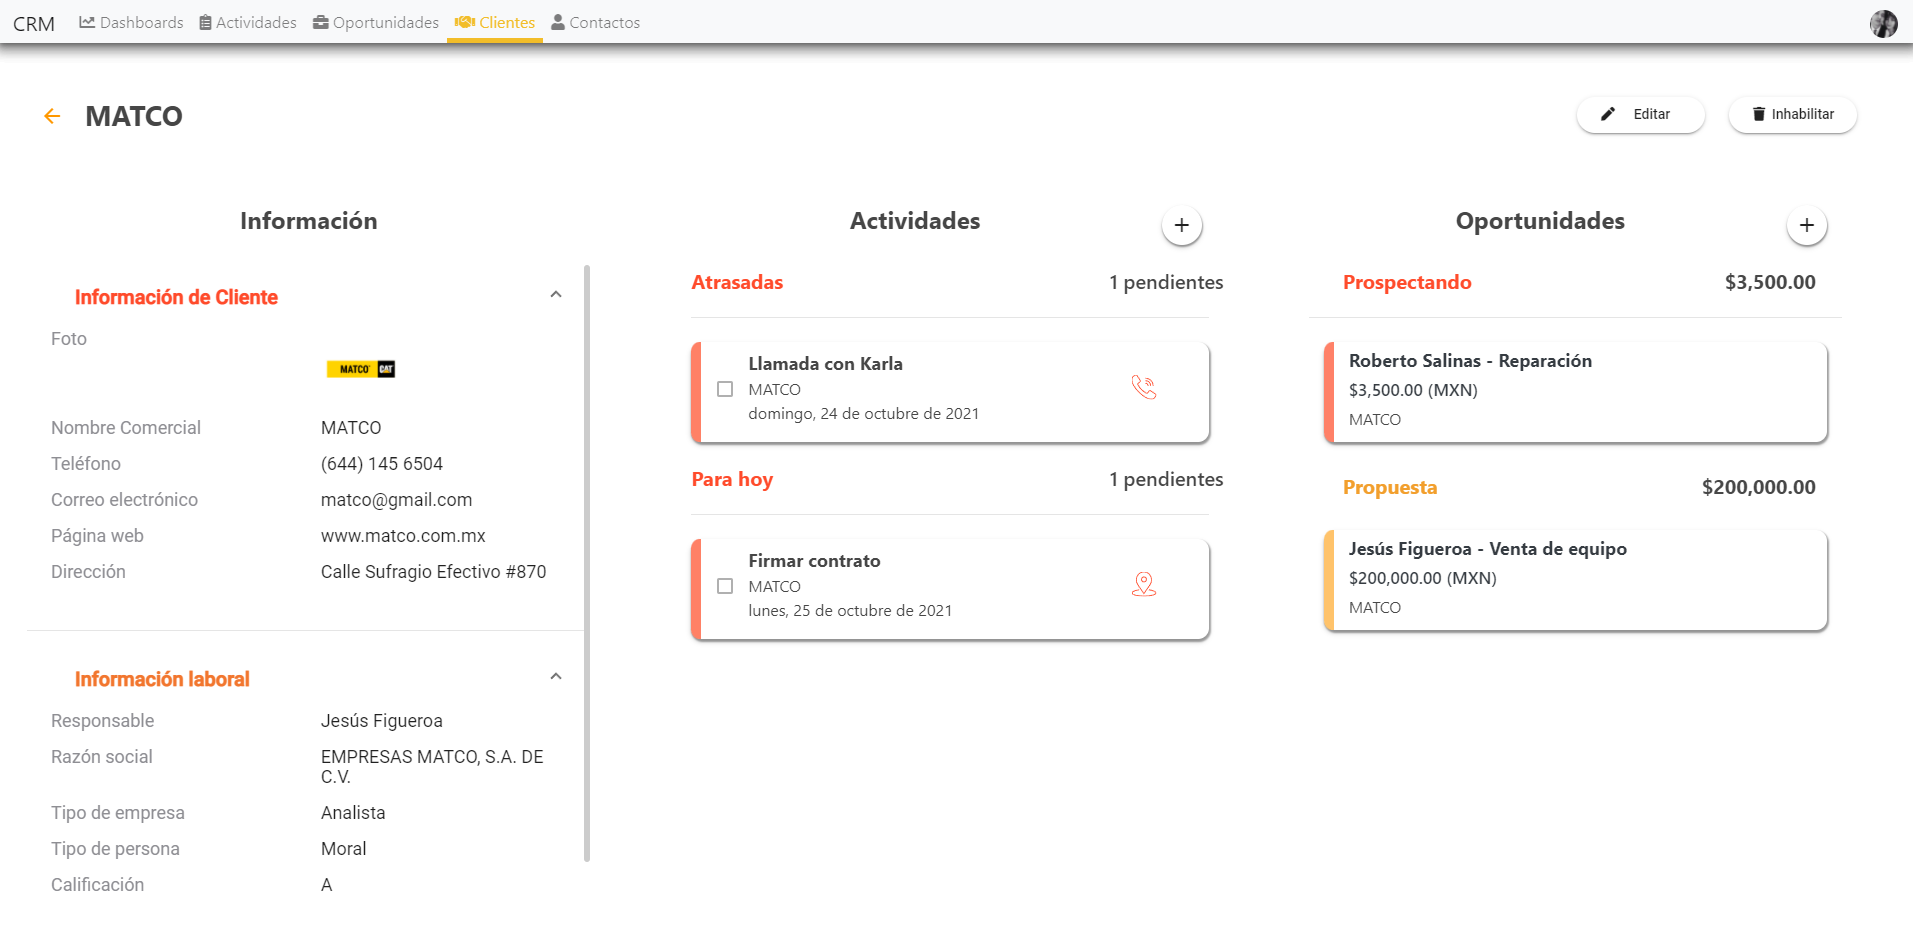 CRM
Dashboards
Actividades
Oportunidades
Clientes
Contactos
MATCO
Editar
Inhabilitar
Información
Información de Cliente
Foto
MATCO CAT
Nombre Comercial MATCO
Teléfono (644) 145 6504
Correo electrónico matco@gmail.com
Página web www.matco.com.mx
Dirección Calle Sufragio Efectivo #870
Información laboral
Responsable Jesús Figueroa
Razón social EMPRESAS MATCO, S.A. DE
C.V.
Tipo de empresa Analista
Tipo de persona Moral
Calificación A
Actividades
+
Atrasadas 1 pendientes
Llamada con Karla
MATCO
domingo, 24 de octubre de 2021
Para hoy 1 pendientes
Firmar contrato
MATCO
lunes, 25 de octubre de 2021
Oportunidades
+
Prospectando $3,500.00
Roberto Salinas - Reparación
$3,500.00 (MXN)
MATCO
Propuesta $200,000.00
Jesús Figueroa - Venta de equipo
$200,000.00 (MXN)
MATCO